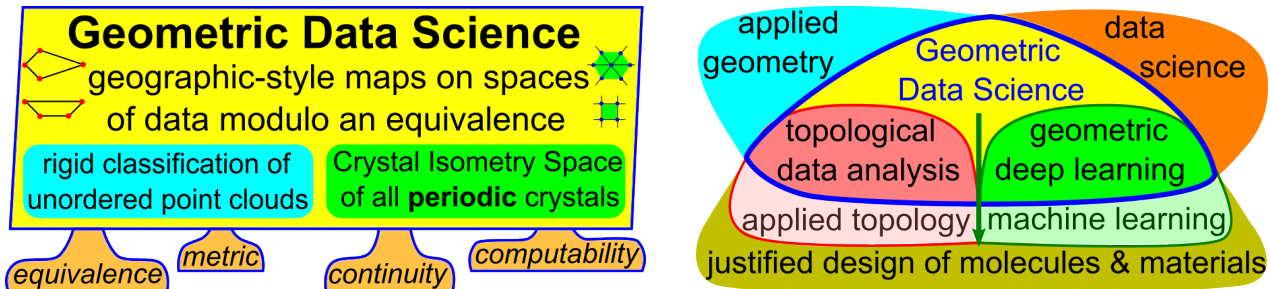 Geometric Data Science
geographic-style maps on spaces
of data modulo an equivalence
rigid classification of
unordered point clouds
Crystal Isometry Space
of all periodic crystals
equivalence
metric
continuity
computability
applied
geometry
data
science
Geometric
Data Science
topological
data analysis
geometric
deep learning
applied topology
machine learning
justified design of molecules & materials